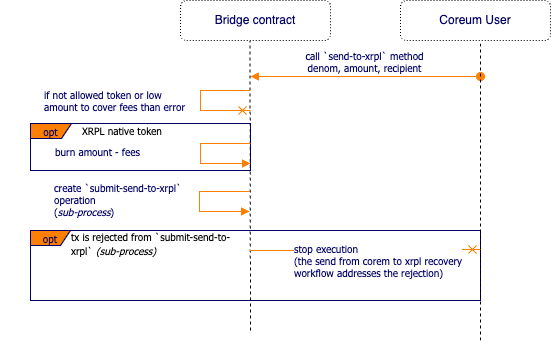 Bridge contract
Coreum User
call `send-to-xrpl` method
denom, amount, recipient
if not allowed token or low
amount to cover fees than error
opt
XRPL native token
burn amount - fees
create `submit-send-to-xrpl`
operation
(sub-process)
opt
tx is rejected from `submit-send-to-
xrpl` (sub-process)
stop execution
(the send from corem to xrpl recovery
workflow addresses the rejection)